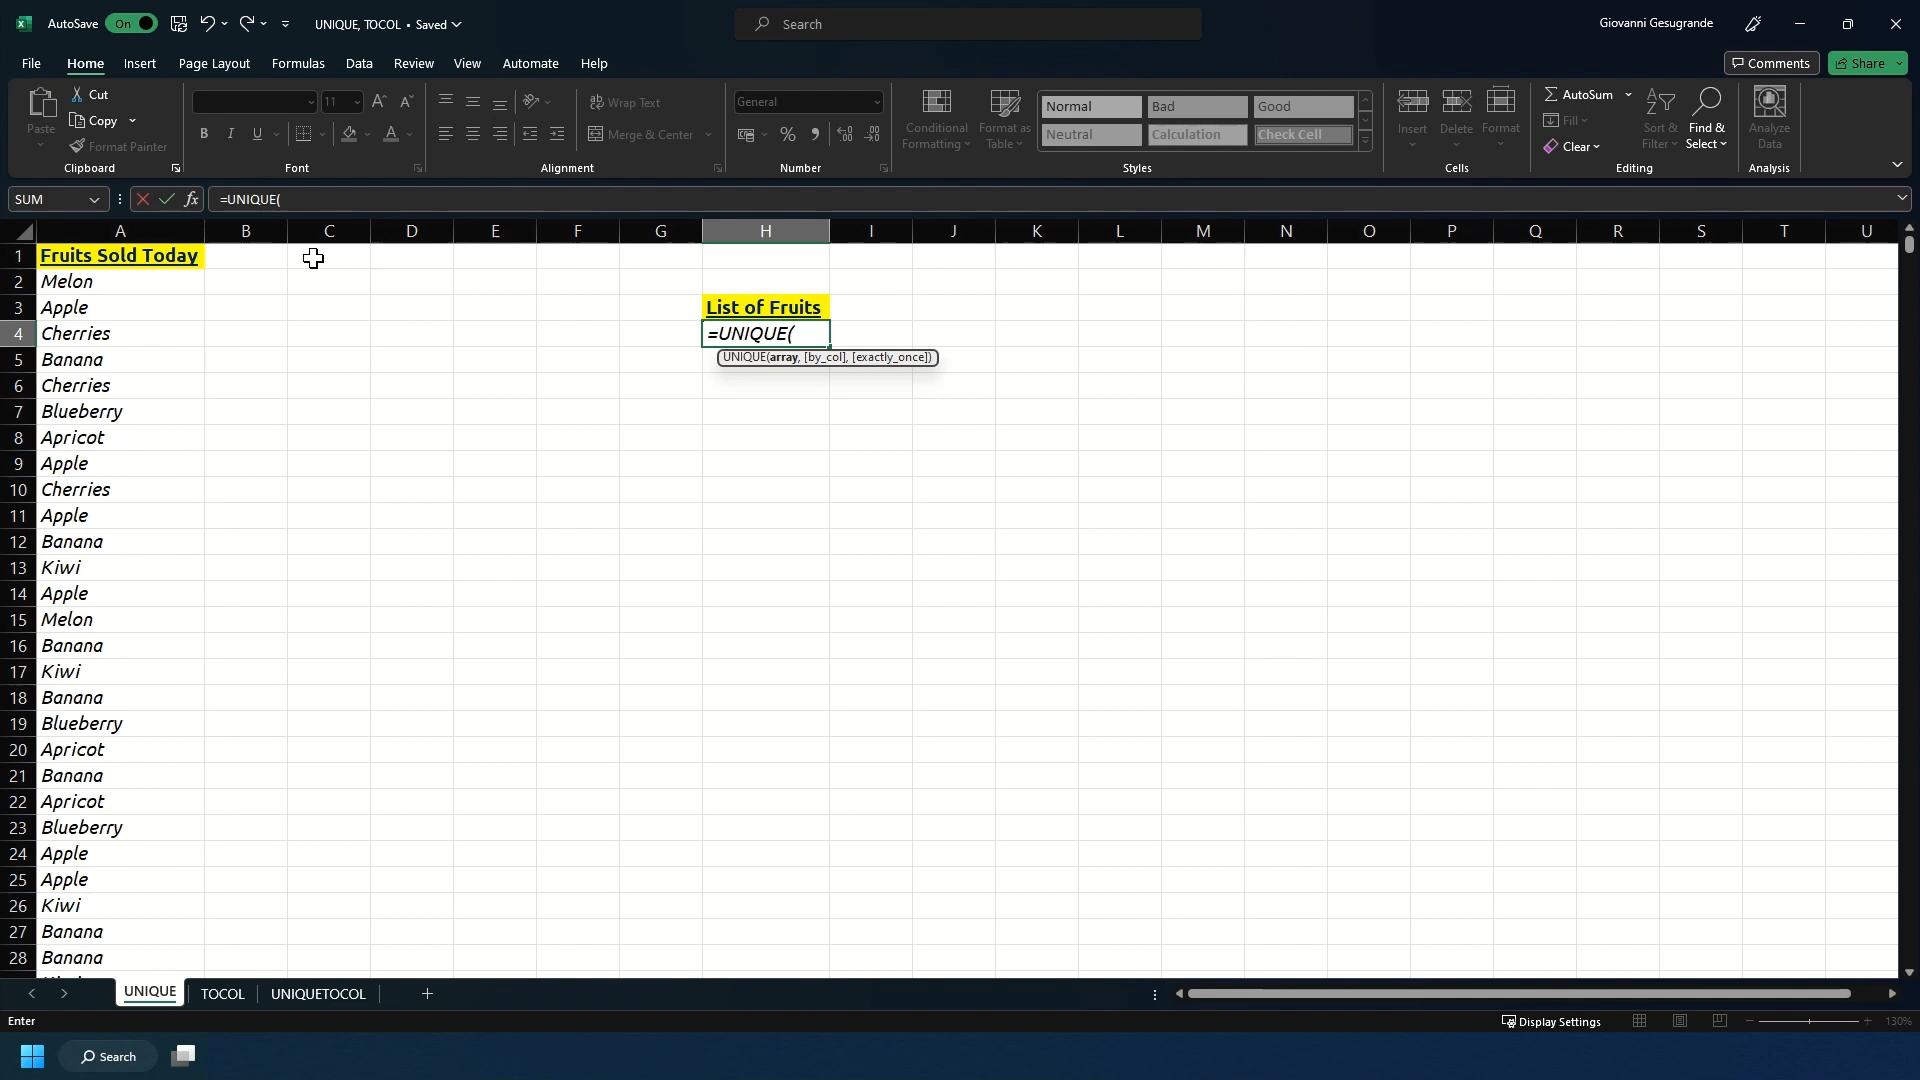 AutoSave On UNIQUE, TOCOL • Saved Search Giovanni Gesugrande
File Home Insert Page Layout Formulas Data Review View Automate Help Comments Share
Paste Cut Copy Format Painter Clipboard
11 Font
Wrap Text Merge & Center Alignment
General Number
Conditional Formatting Format as Table Normal Bad Good Neutral Calculation Check Cell Styles
Insert Delete Format Cells
AutoSum Fill Clear Sort & Filter Find & Select Editing
Analyze Data Analysis
SUM fx =UNIQUE(
A B C D E F G H I J K L M N O P Q R S T U
1 Fruits Sold Today
2 Melon
3 Apple List of Fruits
4 Cherries =UNIQUE(
5 Banana UNIQUE(array, [by_col], [exactly_once])
6 Cherries
7 Blueberry
8 Apricot
9 Apple
10 Cherries
11 Apple
12 Banana
13 Kiwi
14 Apple
15 Melon
16 Banana
17 Kiwi
18 Banana
19 Blueberry
20 Apricot
21 Banana
22 Apricot
23 Blueberry
24 Apple
25 Apple
26 Kiwi
27 Banana
28 Banana
UNIQUE TOCOL UNIQUETOCOL
Enter Display Settings 130%
Search